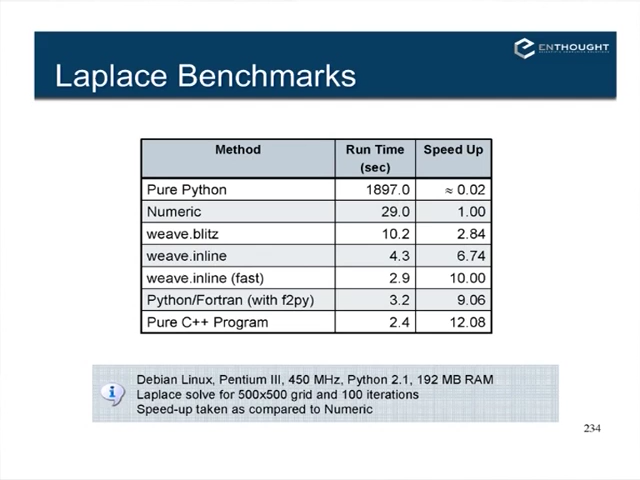 ENTHOUGHT
Laplace Benchmarks
Method Run Time (sec) Speed Up
Pure Python 1897.0 ≈ 0.02
Numeric 29.0 1.00
weave.blitz 10.2 2.84
weave.inline 4.3 6.74
weave.inline (fast) 2.9 10.00
Python/Fortran (with f2py) 3.2 9.06
Pure C++ Program 2.4 12.08
Debian Linux, Pentium III, 450 MHz, Python 2.1, 192 MB RAM
Laplace solve for 500x500 grid and 100 iterations
Speed-up taken as compared to Numeric
234